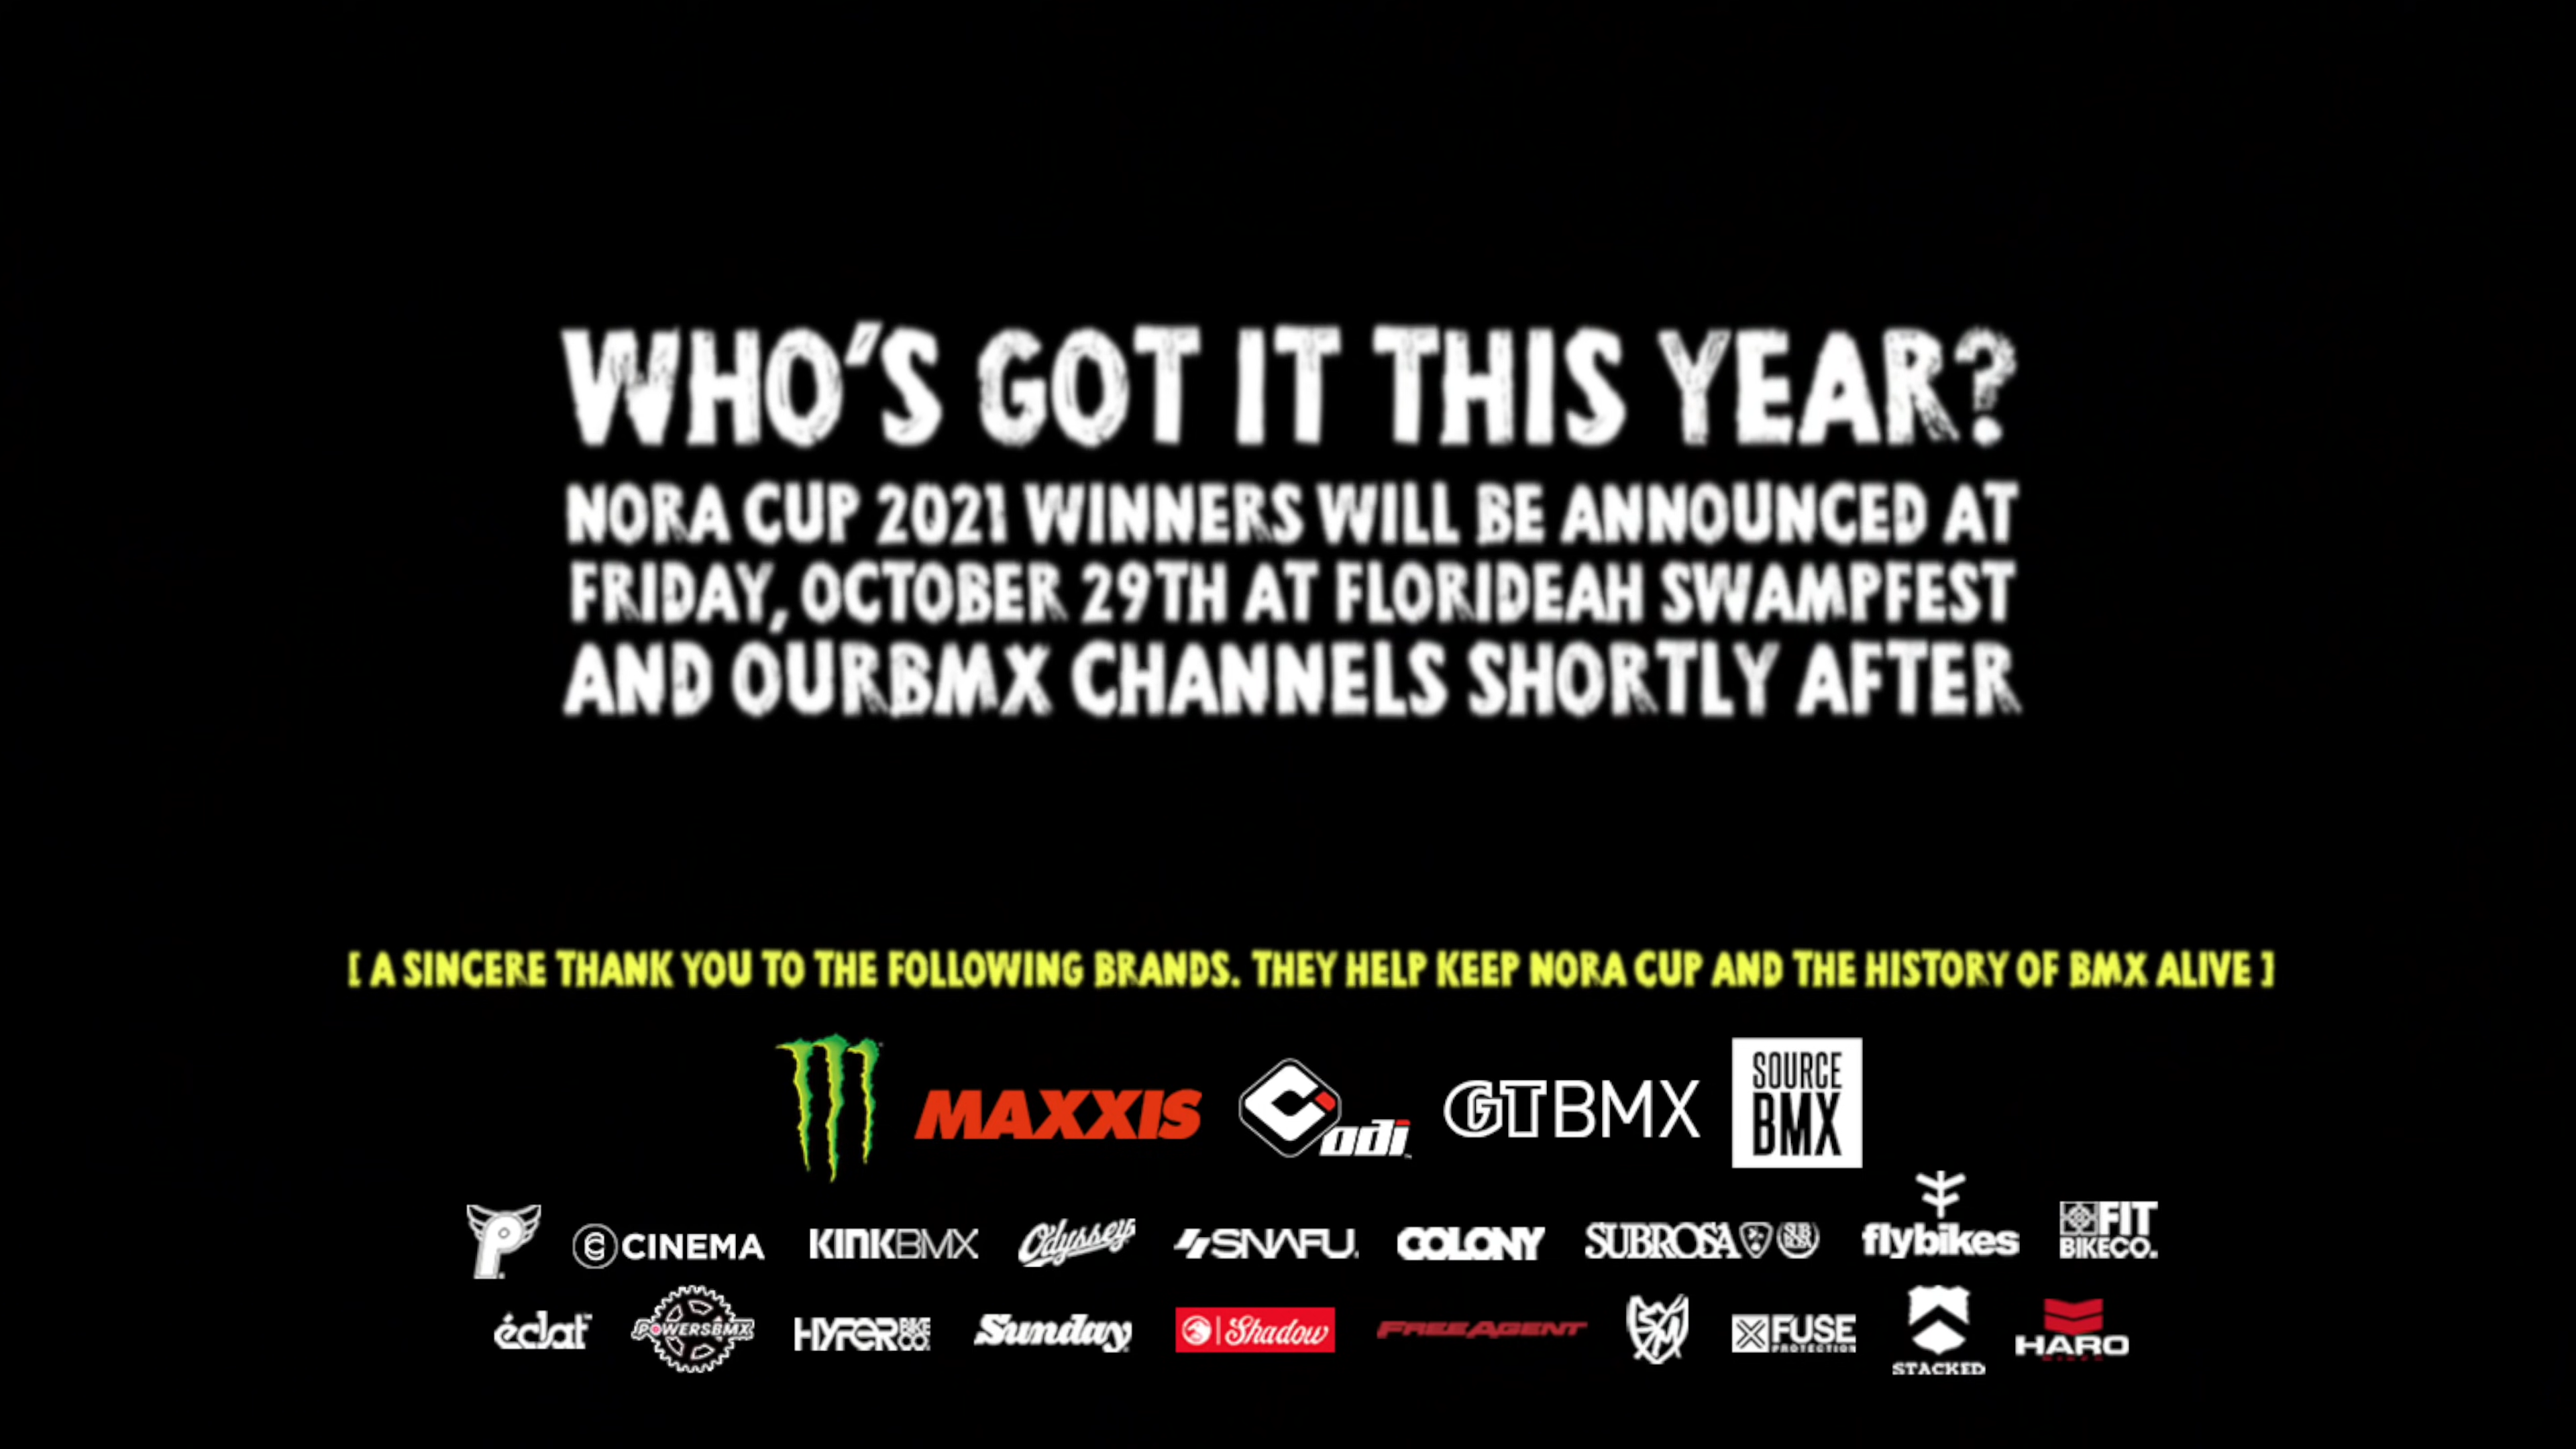 WHO'S GOT IT THIS YEAR?
NORA CUP 2021 WINNERS WILL BE ANNOUNCED AT
FRIDAY, OCTOBER 29TH AT FLORIDEAH SWAMPFEST
AND OURBMX CHANNELS SHORTLY AFTER
[ A SINCERE THANK YOU TO THE FOLLOWING BRANDS. THEY HELP KEEP NORA CUP AND THE HISTORY OF BMX ALIVE ]
MAXXIS odi GTBMX SOURCE BMX
P CINEMA KINKBMX Odyssey SNAFU. COLONY SUBROSA SUB ROSA flybikes FIT BIKECO.
éclat POWERSBMX HYPER BIKE CO. Sunday Shadow FREEAGENT S M FUSE PROTECTION STACKED HARO